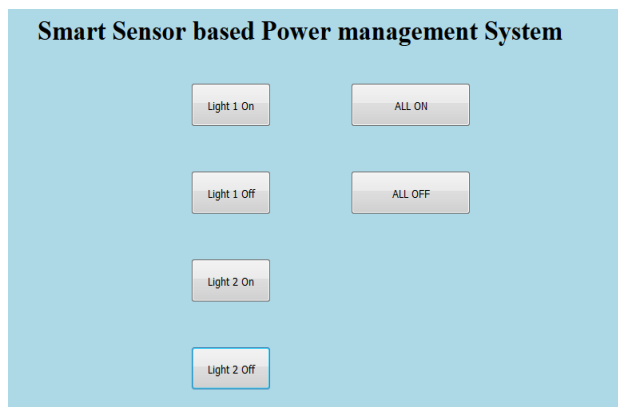 Smart Sensor based Power management System
Light 1 On
ALL ON
Light 1 Off
ALL OFF
Light 2 On
Light 2 Off